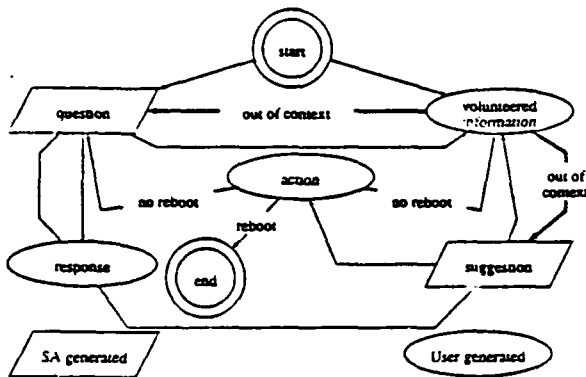 start
question
out of context
volunteered
information
action
out of
context
no reboot
no reboot
reboot
response
end
suggestion
SA generated
User generated